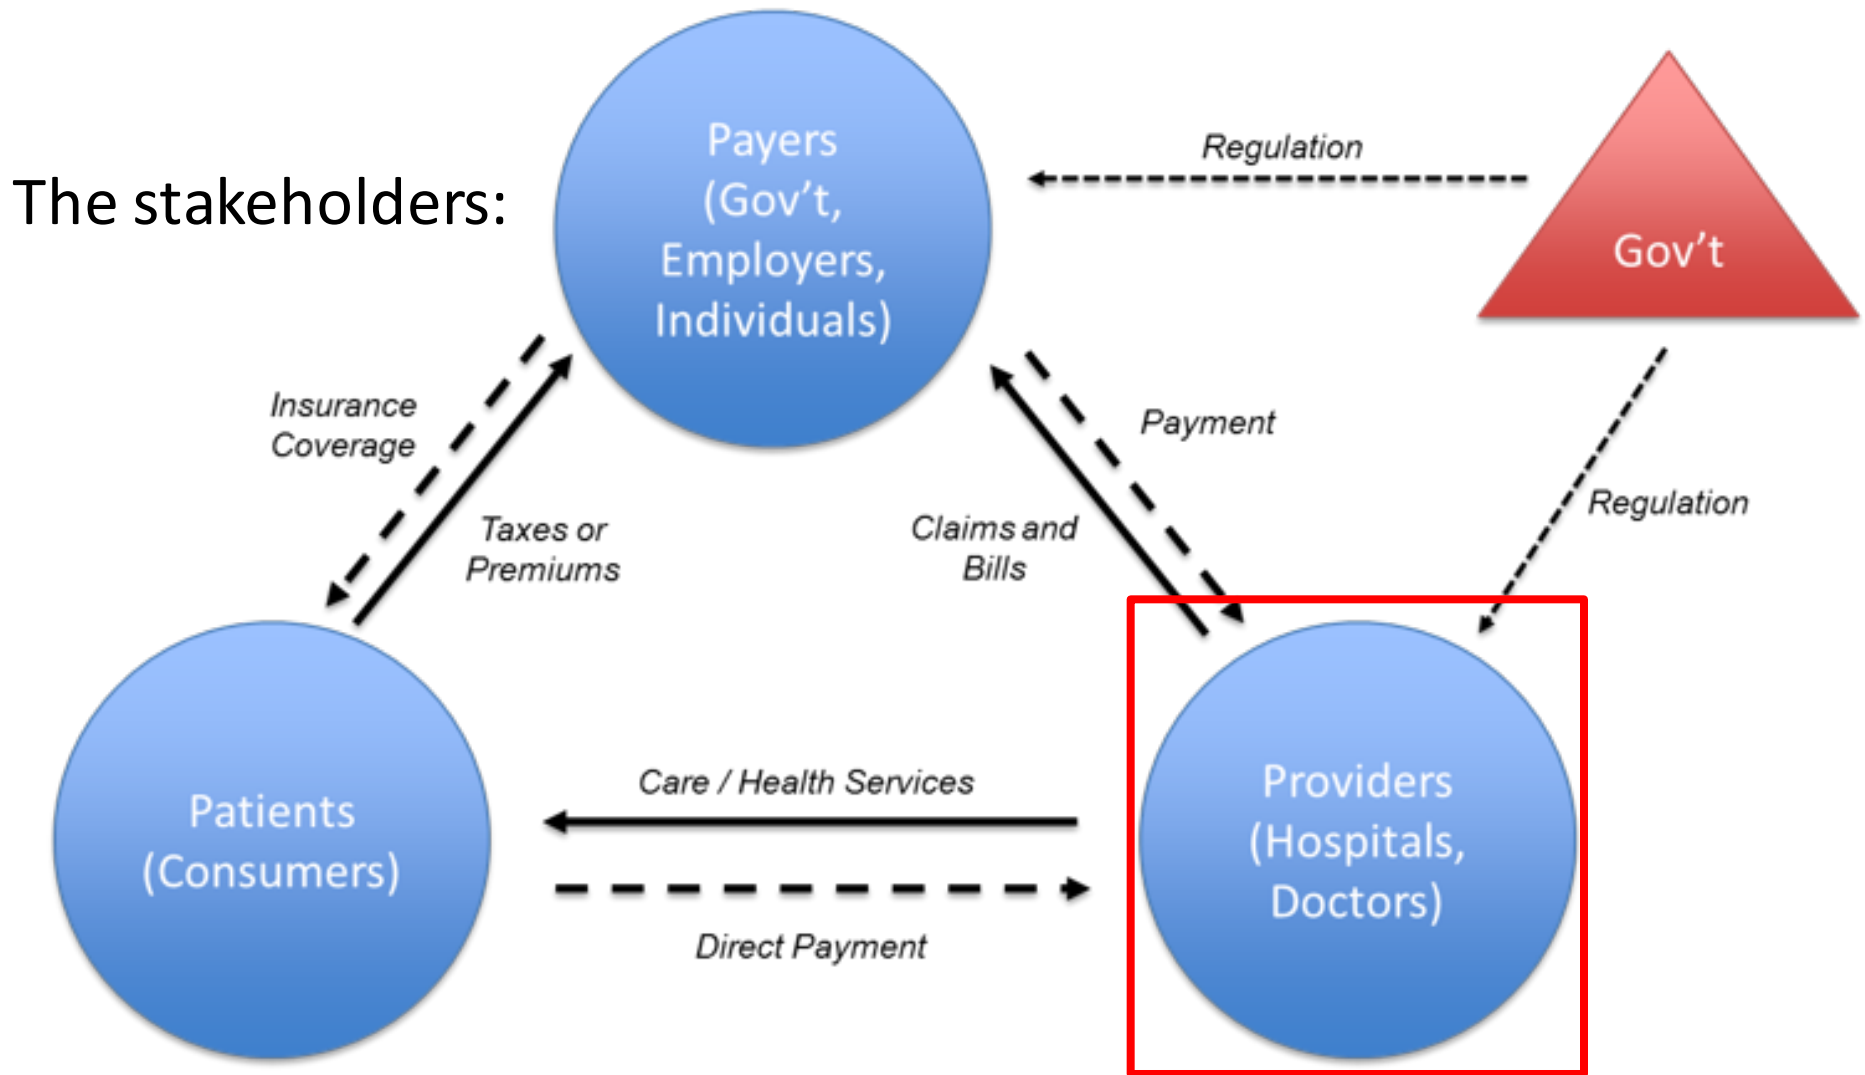 The stakeholders:
Payers
(Gov’t,
Employers,
Individuals)
Regulation
Gov’t
Insurance
Coverage
Taxes or
Premiums
Payment
Claims and
Bills
Regulation
Patients
(Consumers)
Care / Health Services
Direct Payment
Providers
(Hospitals,
Doctors)